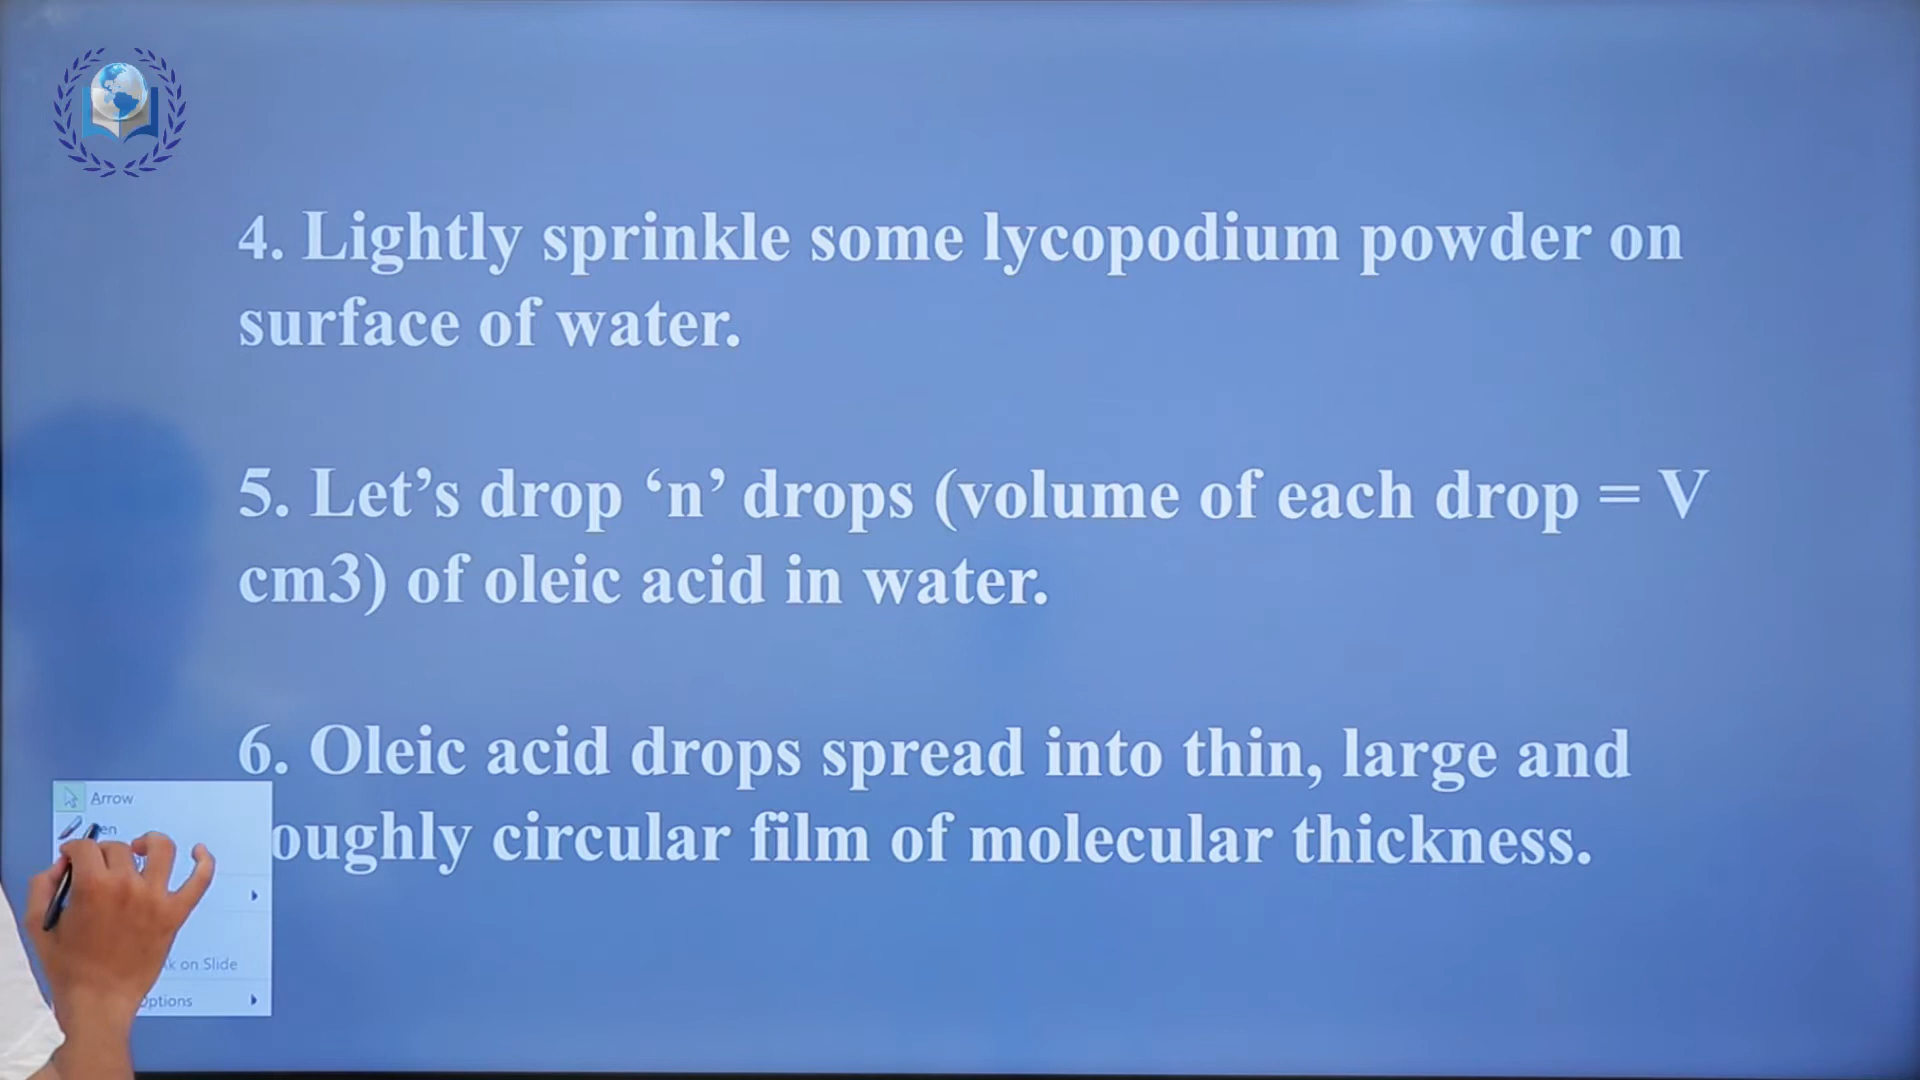 4. Lightly sprinkle some lycopodium powder on
surface of water.
5. Let’s drop ‘n’ drops (volume of each drop = V
cm3) of oleic acid in water.
6. Oleic acid drops spread into thin, large and
oughly circular film of molecular thickness.
Arrow
en
k on Slide
Options